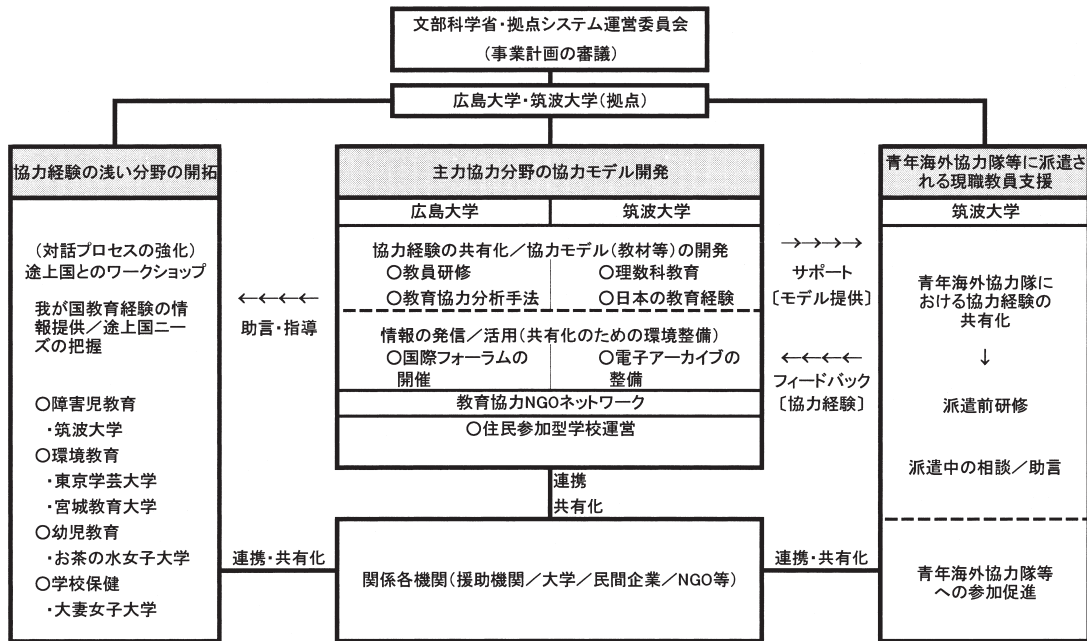 文部科学省・拠点システム運営委員会
(事業計画の審議)
広島大学・筑波大学(拠点)
協力経験の浅い分野の開拓
(対話プロセスの強化)
途上国とのワークショップ
我が国教育経験の情
報提供/途上国ニー
ズの把握
○障害児教育
・筑波大学
○環境教育
・東京学芸大学
・宮城教育大学
○幼児教育
・お茶の水女子大学
○学校保健
・大妻女子大学
←←←←
助言・指導
主力協力分野の協力モデル開発
広島大学
筑波大学
協力経験の共有化/協力モデル(教材等)の開発
○教員研修
○理数科教育
○教育協力分析手法
○日本の教育経験
情報の発信/活用(共有化のための環境整備)
○国際フォーラムの
開催
○電子アーカイブの
整備
教育協力NGOネットワーク
○住民参加型学校運営
→→→→
サポート
〔モデル提供〕
←←←←
フィードバック
〔協力経験〕
青年海外協力隊等に派遣さ
れる現職教員支援
筑波大学
青年海外協力隊に
おける協力経験の
共有化
↓
派遣前研修
派遣中の相談/助言
青年海外協力隊等
への参加促進
連携
共有化
連携・共有化
関係各機関(援助機関/大学/民間企業/NGO等)
連携・共有化